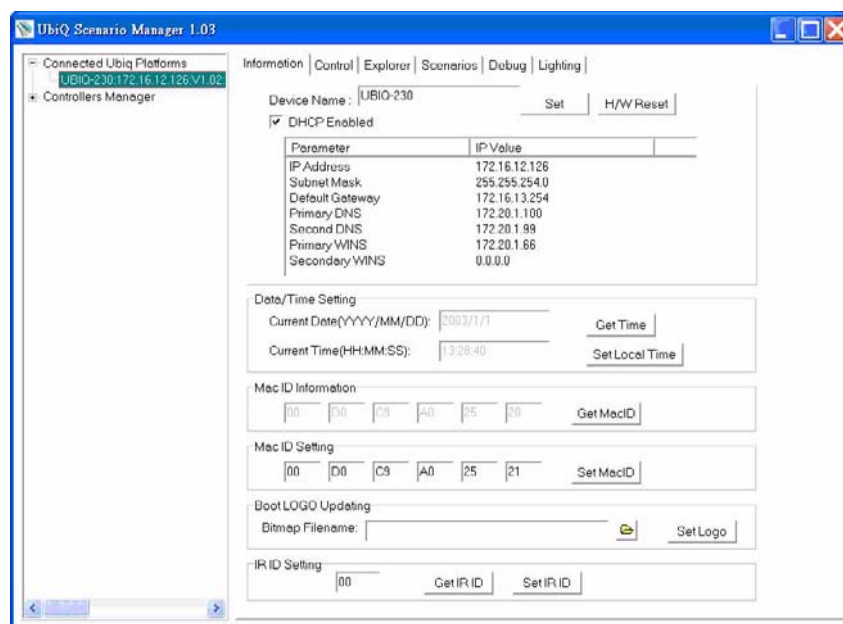 UbiQ Scenario Manager 1.03
Connected Ubiq Platforms
UBIQ-230:172.16.12.126:V1.02:
Controllers Manager
Information Control Explorer Scenarios Debug Lighting
Device Name : UBIQ-230 Set H/W Reset
DHCP Enabled
Parameter IP Value
IP Address 172.16.12.126
Subnet Mask 255.255.254.0
Default Gateway 172.16.13.254
Primary DNS 172.20.1.100
Second DNS 172.20.1.99
Primary WINS 172.20.1.66
Secondary WINS 0.0.0.0
Data/Time Setting
Current Date(YYYY/MM/DD): 2003/1/1 Get Time
Current Time(HH:MM:SS): 13:28:40 Set Local Time
Mac ID Information
00 D0 C9 A0 25 20 Get MacID
Mac ID Setting
00 D0 C9 A0 25 21 Set MacID
Boot LOGO Updating
Bitmap Filename: Set Logo
IR ID Setting
00 Get IR ID Set IR ID